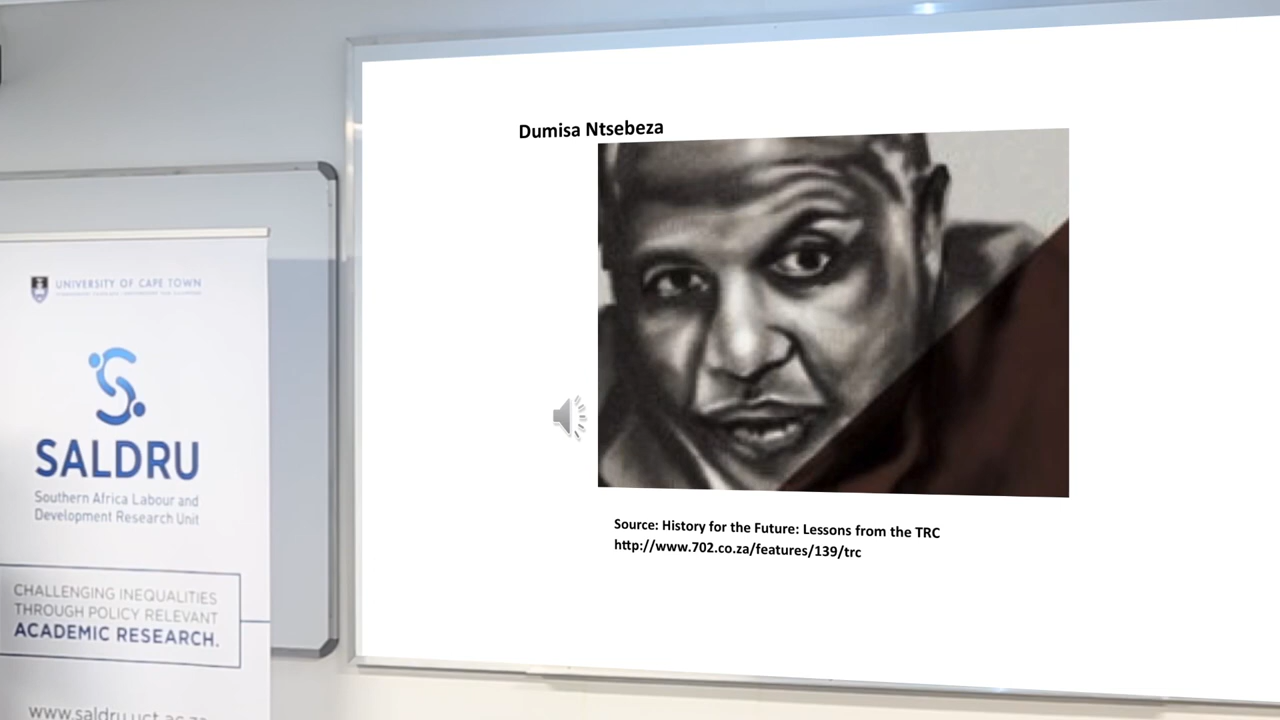 UNIVERSITY OF CAPE TOWN
SALDRU
Southern Africa Labour and
Development Research Unit
CHALLENGING INEQUALITIES
THROUGH POLICY RELEVANT
ACADEMIC RESEARCH.
Dumisa Ntsebeza
Source: History for the Future: Lessons from the TRC
http://www.702.co.za/features/139/trc